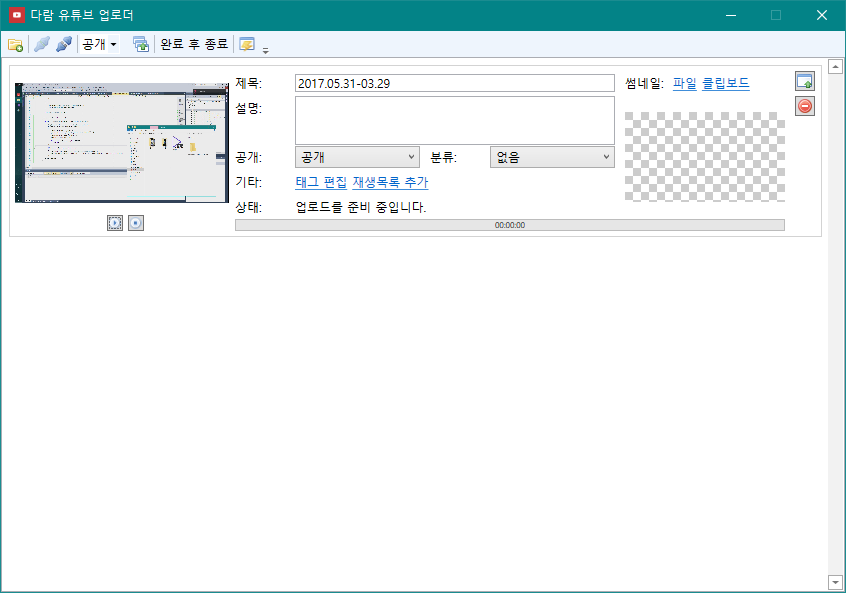 다람 유튜브 업로더
공개 완료 후 종료
제목: 2017.05.31-03.29 썸네일: 파일 클립보드
설명:
공개: 공개 분류: 없음
기타: 태그 편집 재생목록 추가
상태: 업로드를 준비 중입니다.
00:00:00